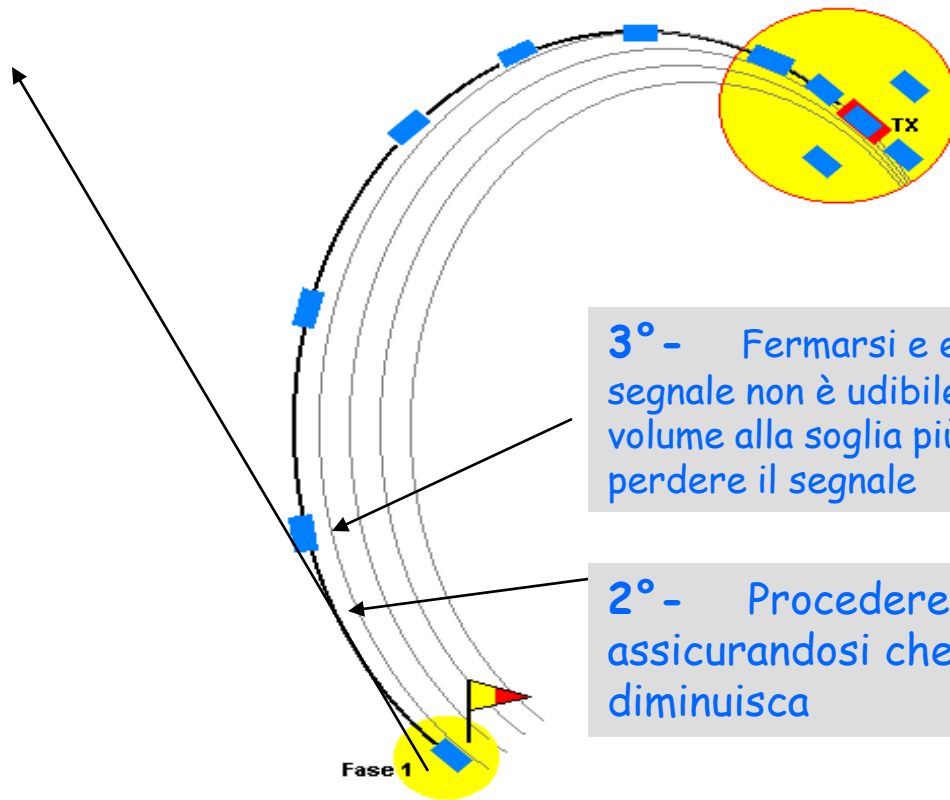 TX
3°- Fermarsi e e
segnale non è udibile
volume alla soglia più
perdere il segnale
2°- Procedere
assicurandosi che
diminuisca
Fase 1